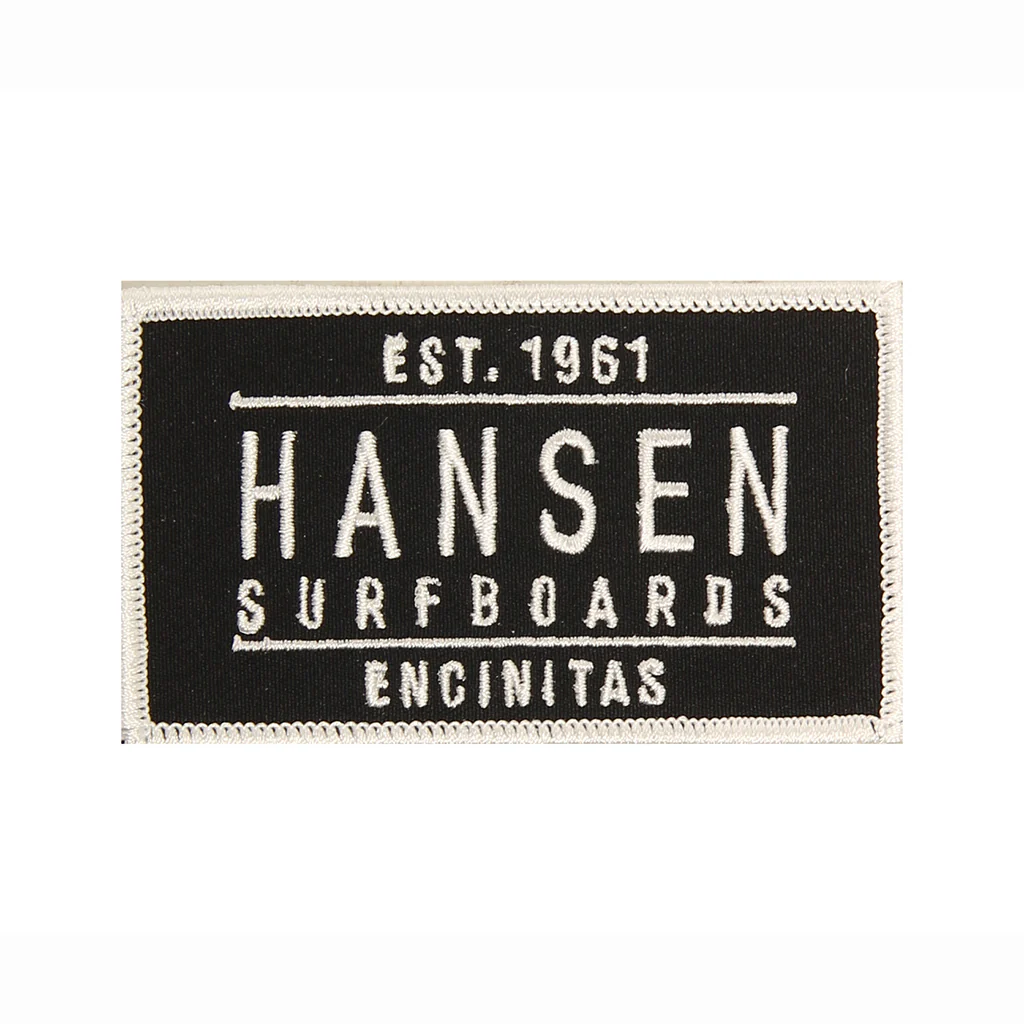 EST. 1961
HANSEN
SURFBOARDS
ENCINITAS